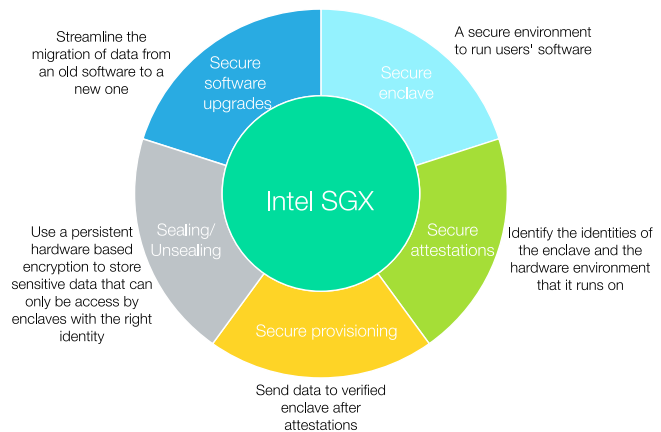 Streamline the
migration of data from
an old software to a
new one
Secure
software
upgrades
Secure
enclave
A secure environment
to run users' software
Intel SGX
Use a persistent
hardware based
encryption to store
sensitive data that can
only be access by
enclaves with the right
identity
Sealing/
Unsealing
Secure
attestations
Identify the identities of
the enclave and the
hardware environment
that it runs on
Secure provisioning
Send data to verified
enclave after
attestations